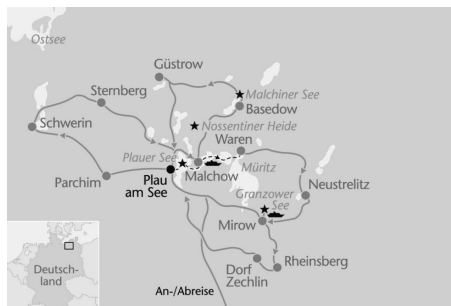 Ostsee
Güstrow
Sternberg
Malchiner See
Basedow
Schwerin
Nossentiner Heide
Waren
Plauer See
Müritz
Malchow
Parchim
Plau
am See
Granzower
See
Neustrelitz
Mirow
Deutsch-
land
Dorf
Zechlin
Rheinsberg
An-/Abreise